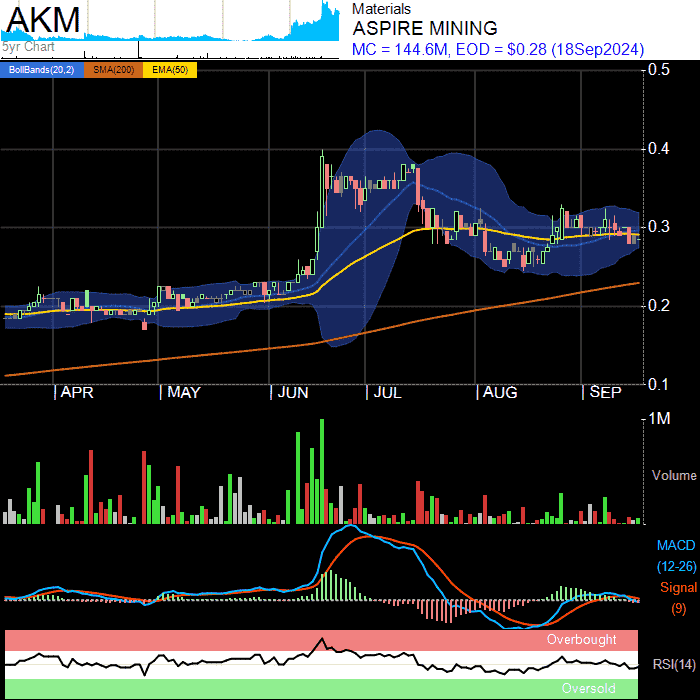 AKM
5yr Chart
Materials
ASPIRE MINING
MC = 144.6M, EOD = $0.28 (18Sep2024)
BollBands(20,2) SMA(200) EMA(50)
0.5
0.4
0.3
0.2
0.1
APR MAY JUN JUL AUG SEP
1M
Volume
MACD
(12-26)
Signal
(9)
Overbought
RSI(14)
Oversold